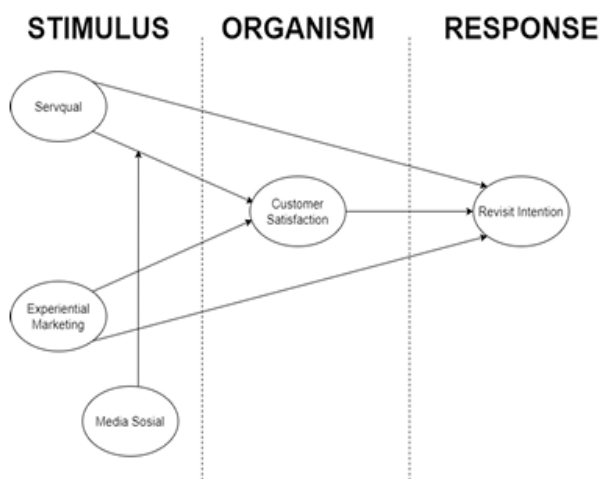 STIMULUS ORGANISM RESPONSE
Servqual
Customer
Satisfaction
Revisit Intention
Experiential
Marketing
Media Sosial